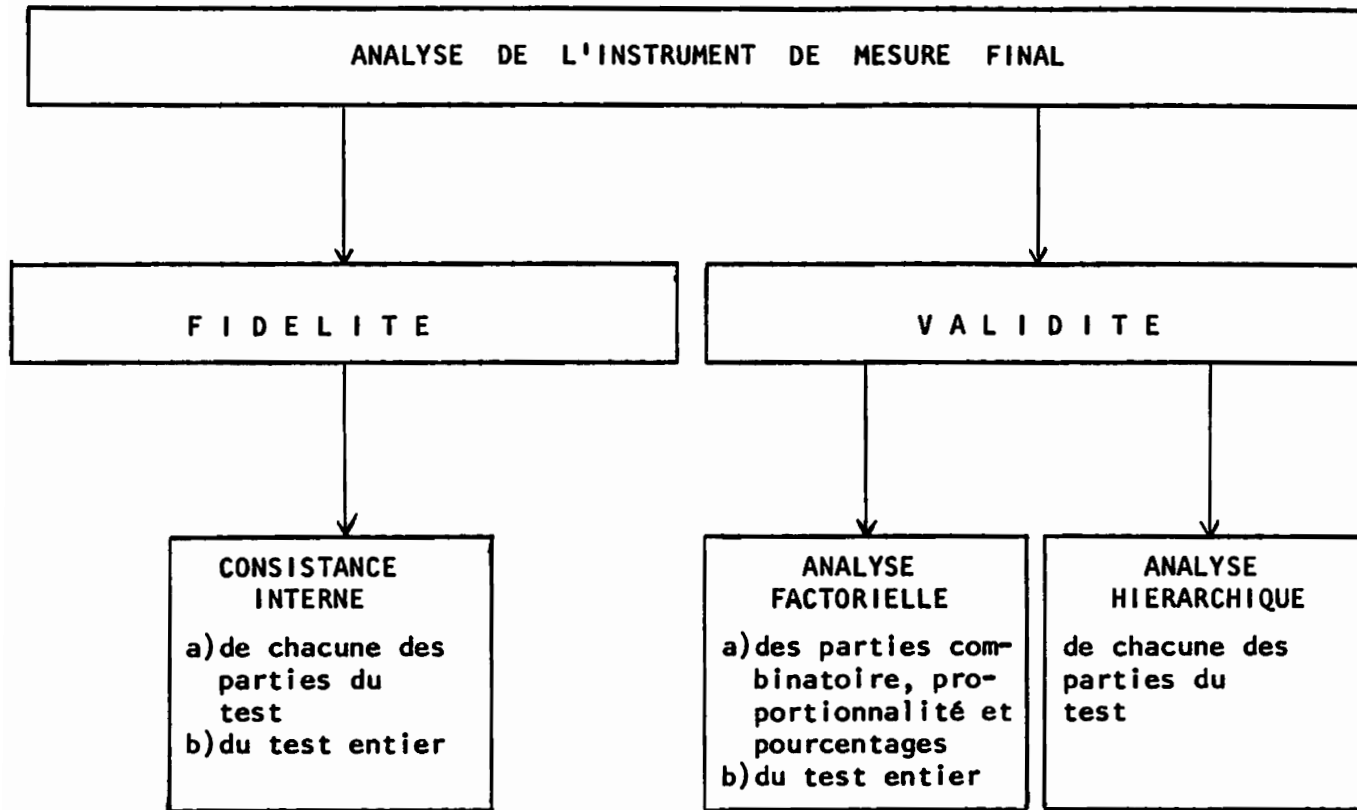 ANALYSE DE L'INSTRUMENT DE MESURE FINAL
FIDELITE
VALIDITE
CONSISTANCE
INTERNE
a)de chacune des
parties du
test
b)du test entier
ANALYSE
FACTORIELLE
a)des parties com-
binatoire, pro-
portionnalité et
pourcentages
b)du test entier
ANALYSE
HIERARCHIQUE
de chacune des
parties du
test